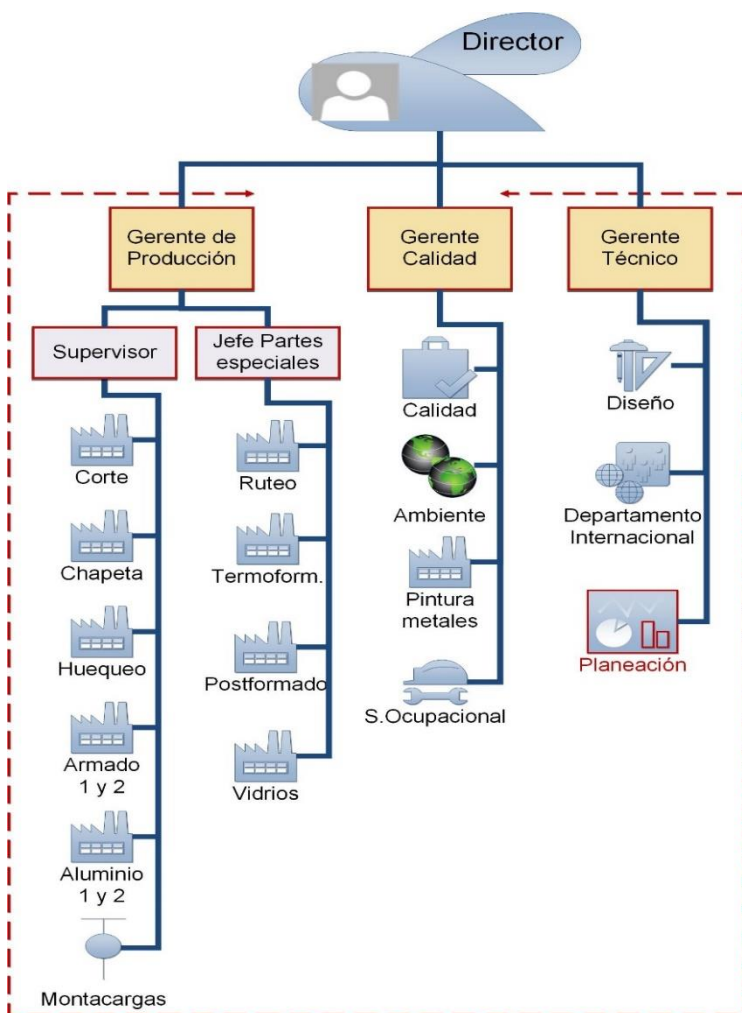 Director
Gerente de
Producción
Gerente
Calidad
Gerente
Técnico
Supervisor
Jefe Partes
especiales
Corte
Chapeta
Huequeo
Armado
1 y 2
Aluminio
1 y 2
Montacargas
Ruteo
Termoform.
Postformado
Vidrios
Calidad
Ambiente
Pintura
metales
S.Ocupacional
Diseño
Departamento
Internacional
Planeación